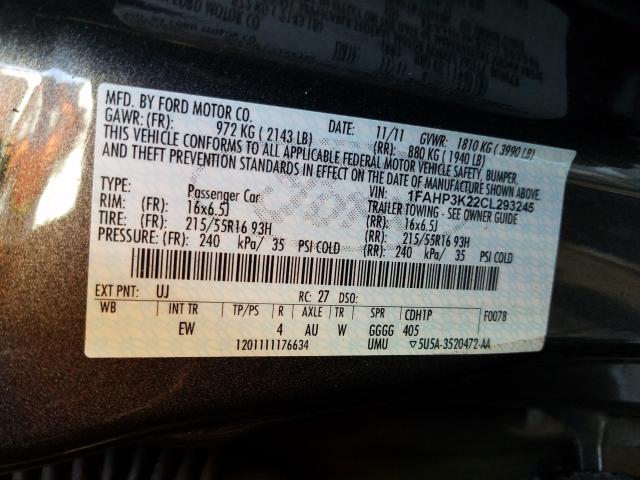 MFD. BY FORD MOTOR CO.
DATE: 11/11 GVWR: 1810 KG ( 3990 LB)
GAWR: (FR): 972 KG ( 2143 LB) (RR): 880 KG ( 1940 LB)
THIS VEHICLE CONFORMS TO ALL APPLICABLE FEDERAL MOTOR VEHICLE SAFETY, BUMPER
AND THEFT PREVENTION STANDARDS IN EFFECT ON THE DATE OF MANUFACTURE SHOWN ABOVE.
VIN: 1FAHP3K22CL293245
TYPE: Passenger Car TRAILER TOWING - SEE OWNER GUIDE
RIM: (FR): 16x6.5J (RR): 16x6.5J
TIRE: (FR): 215/55R16 93H (RR): 215/55R16 93H
PRESSURE: (FR): 240 kPa/ 35 PSI COLD (RR): 240 kPa/ 35 PSI COLD
EXT PNT: UJ RC: 27 DSO: F0078
WB INT TR TP/PS R AXLE TR SPR CDH1P
EW 4 AU W GGGG 405
1201111176634 UMU ▽5U5A-3520472-AA